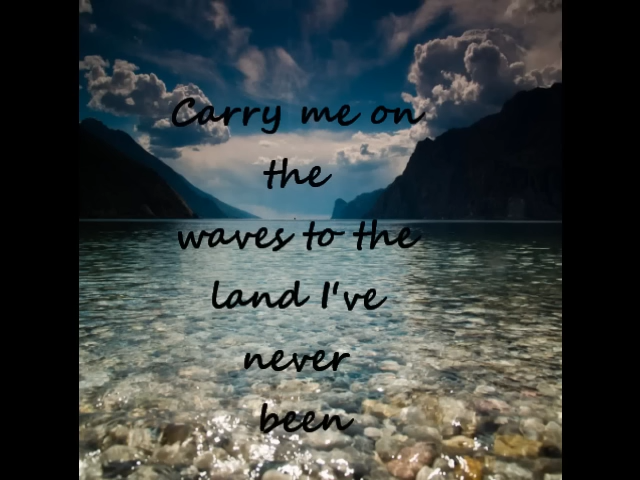 Carry me on
the
waves to the
land I've
never
been